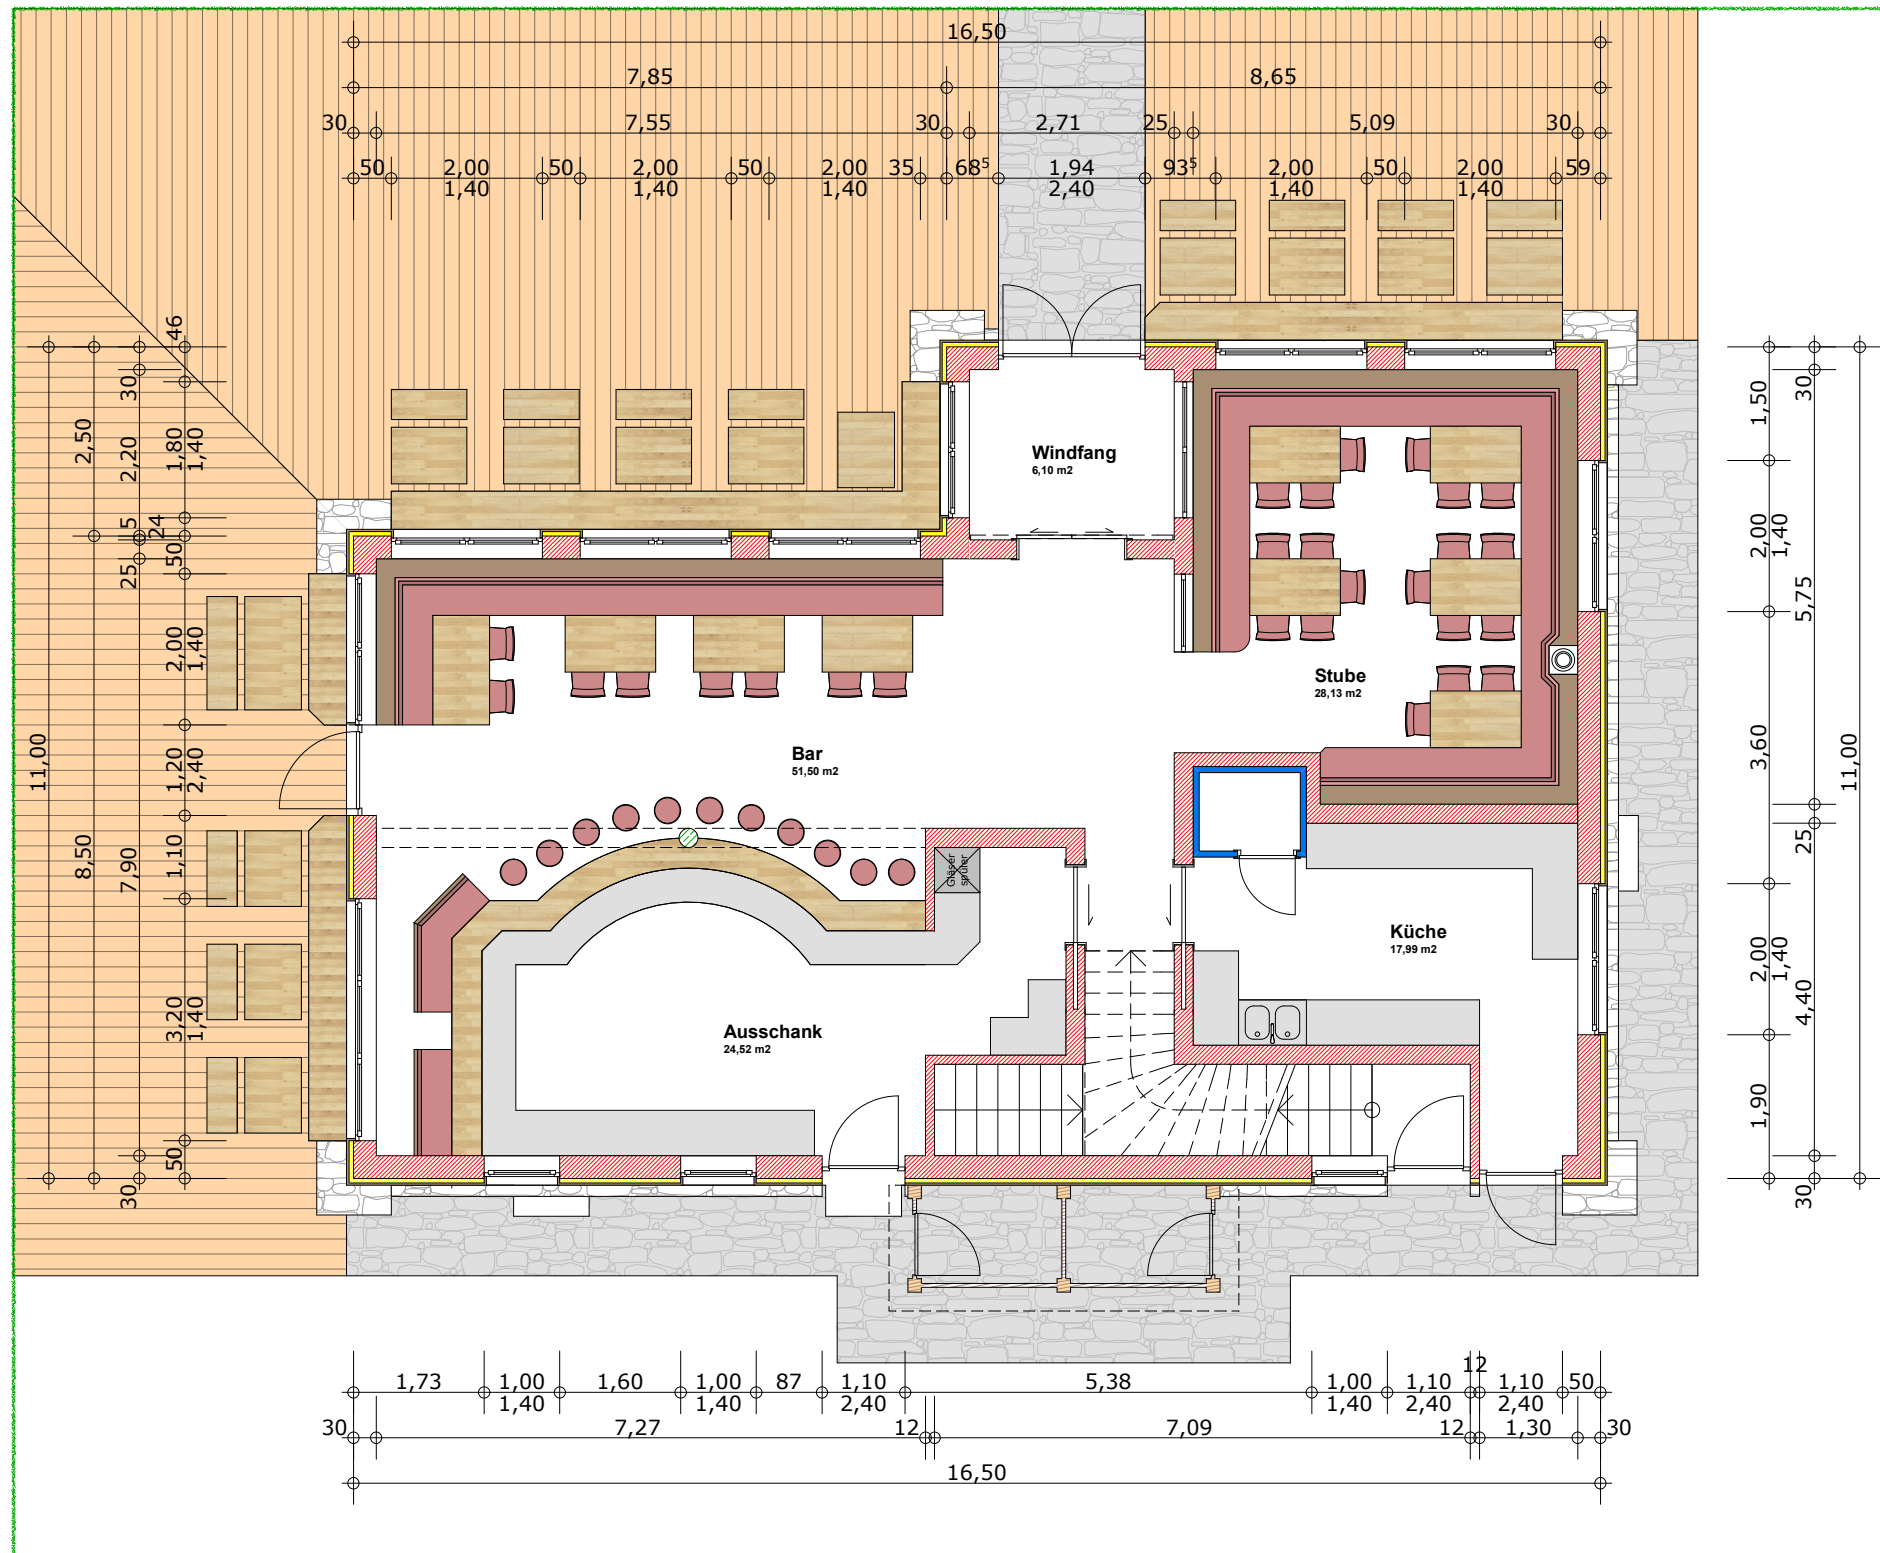 16,50
7,85 8,65
30 7,55 30 2,71 25 5,09 30
50 2,00 50 2,00 50 2,00 35 68⁵ 1,94 93⁵ 2,00 50 2,00 59
1,40 1,40 1,40 2,40 1,40 1,40
46
30
2,50
2,20
1,80
1,40
5
24
25
50
2,00
1,40
11,00
1,20
2,40
8,50
7,90
1,10
3,20
1,40
50
30
Windfang
6,10 m2
Stube
28,13 m2
Bar
51,50 m2
Gläser
spüler
Küche
17,99 m2
Ausschank
24,52 m2
30
1,50
2,00
1,40
5,75
3,60
11,00
25
2,00
1,40
4,40
1,90
30
12
1,73 1,00 1,60 1,00 87 1,10 5,38 1,00 1,10 1,10 50
1,40 1,40 2,40 1,40 2,40 2,40
30 7,27 12 7,09 12 1,30 30
16,50